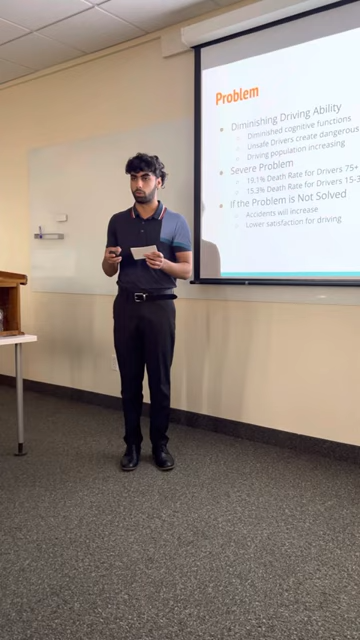 Problem
Diminishing Driving Ability
Diminished cognitive functions
Unsafe Drivers create dangerous
Driving population increasing
Severe Problem
19.1% Death Rate for Drivers 75+
15.3% Death Rate for Drivers 15-3
If the Problem is Not Solved
Accidents will increase
Lower satisfaction for driving